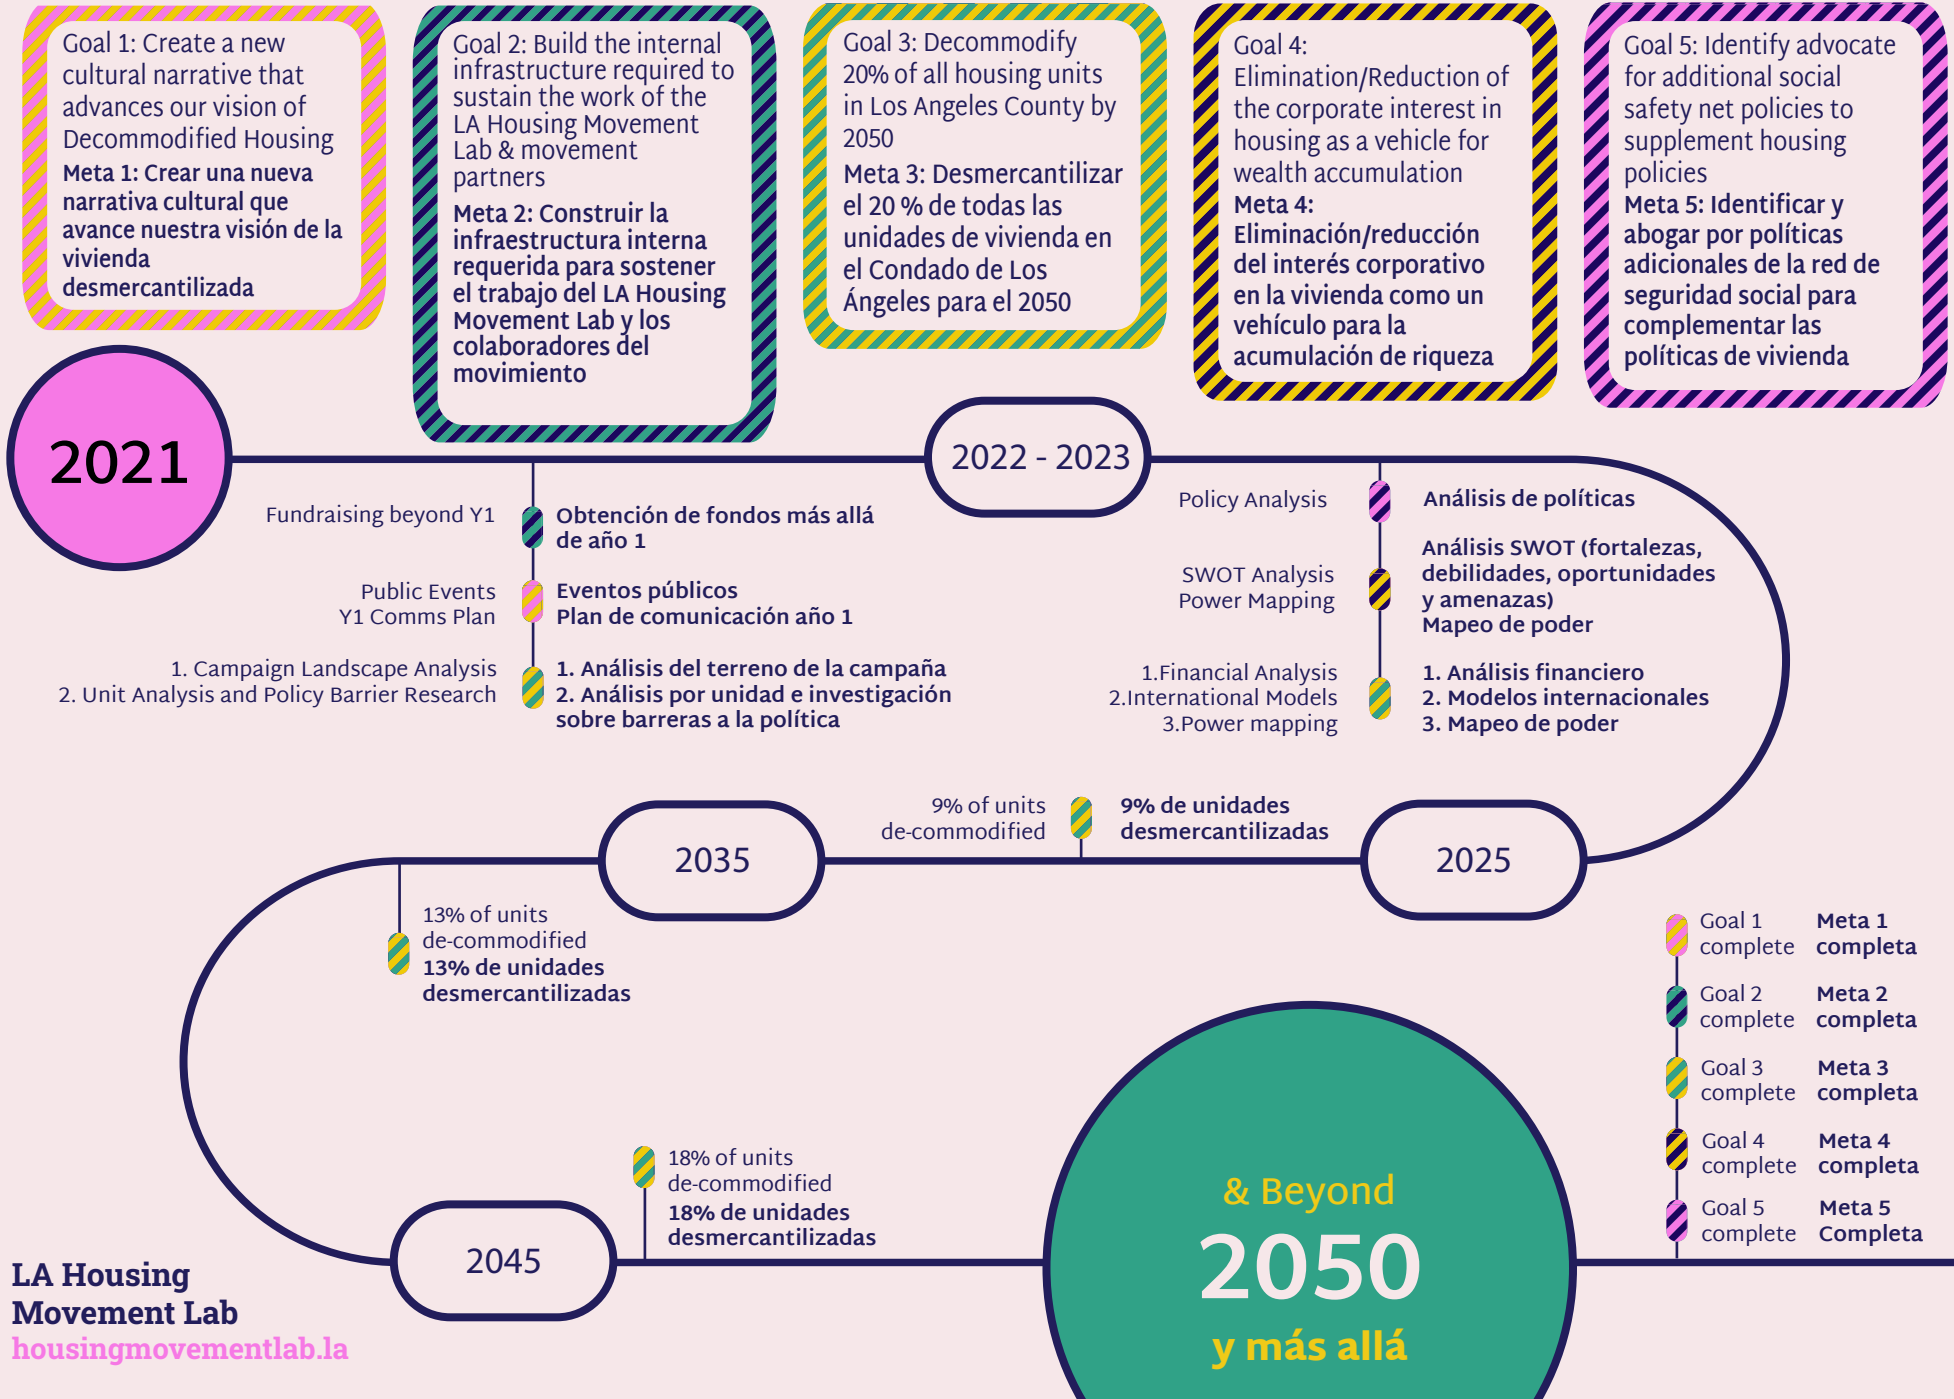 Goal 1: Create a new
cultural narrative that
advances our vision of
Decommodified Housing
Meta 1: Crear una nueva
narrativa cultural que
avance nuestra visión de la
vivienda
desmercantilizada
Goal 2: Build the internal
infrastructure required to
sustain the work of the
LA Housing Movement
Lab & movement
partners
Meta 2: Construir la
infraestructura interna
requerida para sostener
el trabajo del LA Housing
Movement Lab y los
colaboradores del
movimiento
Goal 3: Decommodify
20% of all housing units
in Los Angeles County by
2050
Meta 3: Desmercantilizar
el 20 % de todas las
unidades de vivienda en
el Condado de Los
Ángeles para el 2050
Goal 4:
Elimination/Reduction of
the corporate interest in
housing as a vehicle for
wealth accumulation
Meta 4:
Eliminación/reducción
del interés corporativo
en la vivienda como un
vehículo para la
acumulación de riqueza
Goal 5: Identify advocate
for additional social
safety net policies to
supplement housing
policies
Meta 5: Identificar y
abogar por políticas
adicionales de la red de
seguridad social para
complementar las
políticas de vivienda
2021
Fundraising beyond Y1
Obtención de fondos más allá
de año 1
Public Events
Y1 Comms Plan
Eventos públicos
Plan de comunicación año 1
1. Campaign Landscape Analysis
2. Unit Analysis and Policy Barrier Research
1. Análisis del terreno de la campaña
2. Análisis por unidad e investigación
sobre barreras a la política
2022 - 2023
Policy Analysis
Análisis de políticas
SWOT Analysis
Power Mapping
Análisis SWOT (fortalezas,
debilidades, oportunidades
y amenazas)
Mapeo de poder
1.Financial Analysis
2.International Models
3.Power mapping
1. Análisis financiero
2. Modelos internacionales
3. Mapeo de poder
2025
9% of units
de-commodified
9% de unidades
desmercantilizadas
2035
13% of units
de-commodified
13% de unidades
desmercantilizadas
2045
18% of units
de-commodified
18% de unidades
desmercantilizadas
& Beyond
2050
y más allá
Goal 1
complete
Meta 1
completa
Goal 2
complete
Meta 2
completa
Goal 3
complete
Meta 3
completa
Goal 4
complete
Meta 4
completa
Goal 5
complete
Meta 5
Completa
LA Housing
Movement Lab
housingmovementlab.la